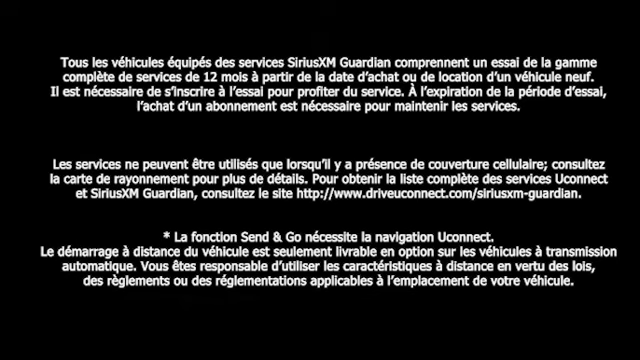 Tous les véhicules équipés des services SiriusXM Guardian comprennent un essai de la gamme
complète de services de 12 mois à partir de la date d'achat ou de location d'un véhicule neuf.
Il est nécessaire de s'inscrire à l'essai pour profiter du service. À l'expiration de la période d'essai,
l'achat d'un abonnement est nécessaire pour maintenir les services.
Les services ne peuvent être utilisés que lorsqu'il y a présence de couverture cellulaire; consultez
la carte de rayonnement pour plus de détails. Pour obtenir la liste complète des services Uconnect
et SiriusXM Guardian, consultez le site http://www.driveuconnect.com/siriusxm-guardian.
* La fonction Send & Go nécessite la navigation Uconnect.
Le démarrage à distance du véhicule est seulement livrable en option sur les véhicules à transmission
automatique. Vous êtes responsable d'utiliser les caractéristiques à distance en vertu des lois,
des règlements ou des réglementations applicables à l'emplacement de votre véhicule.